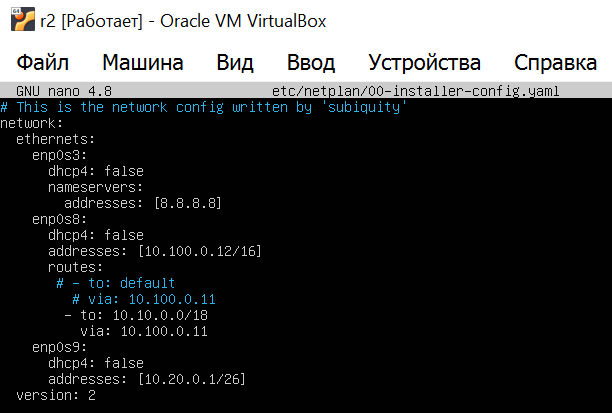 64
r2 [Работает] - Oracle VM VirtualBox
Файл Машина Вид Ввод Устройства Справка
GNU nano 4.8 etc/netplan/00-installer-config.yaml
# This is the network config written by 'subiquity'
network:
  ethernets:
    enp0s3:
      dhcp4: false
      nameservers:
        addresses: [8.8.8.8]
    enp0s8:
      dhcp4: false
      addresses: [10.100.0.12/16]
      routes:
       # - to: default
         # via: 10.100.0.11
        - to: 10.10.0.0/18
          via: 10.100.0.11
    enp0s9:
      dhcp4: false
      addresses: [10.20.0.1/26]
  version: 2